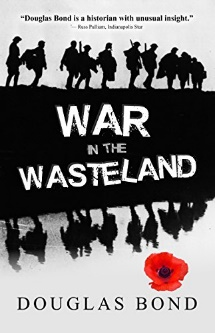 "Douglas Bond is a historian with unusual insight."
— Russ Pulliam, Indianapolis Star
WAR
IN THE
WASTELAND
DOUGLAS BOND